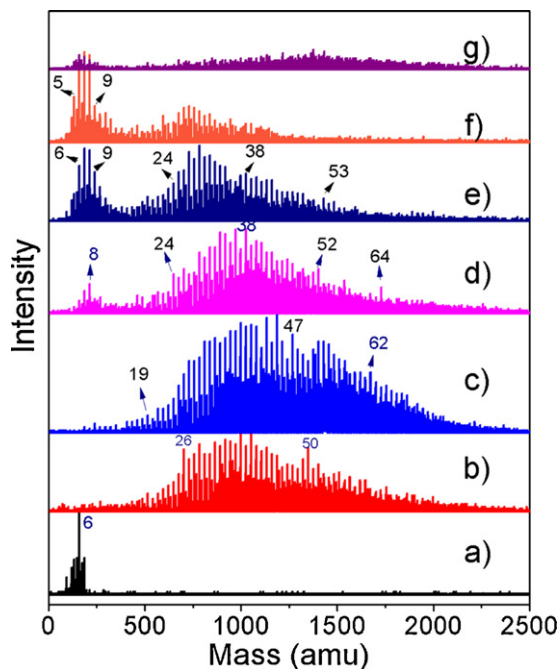 g)
5 9
f)
6 9 24 38 53
e)
8 24 38 52 64
d)
19 47 62
c)
26 50
b)
6
a)
Intensity
0 500 1000 1500 2000 2500
Mass (amu)